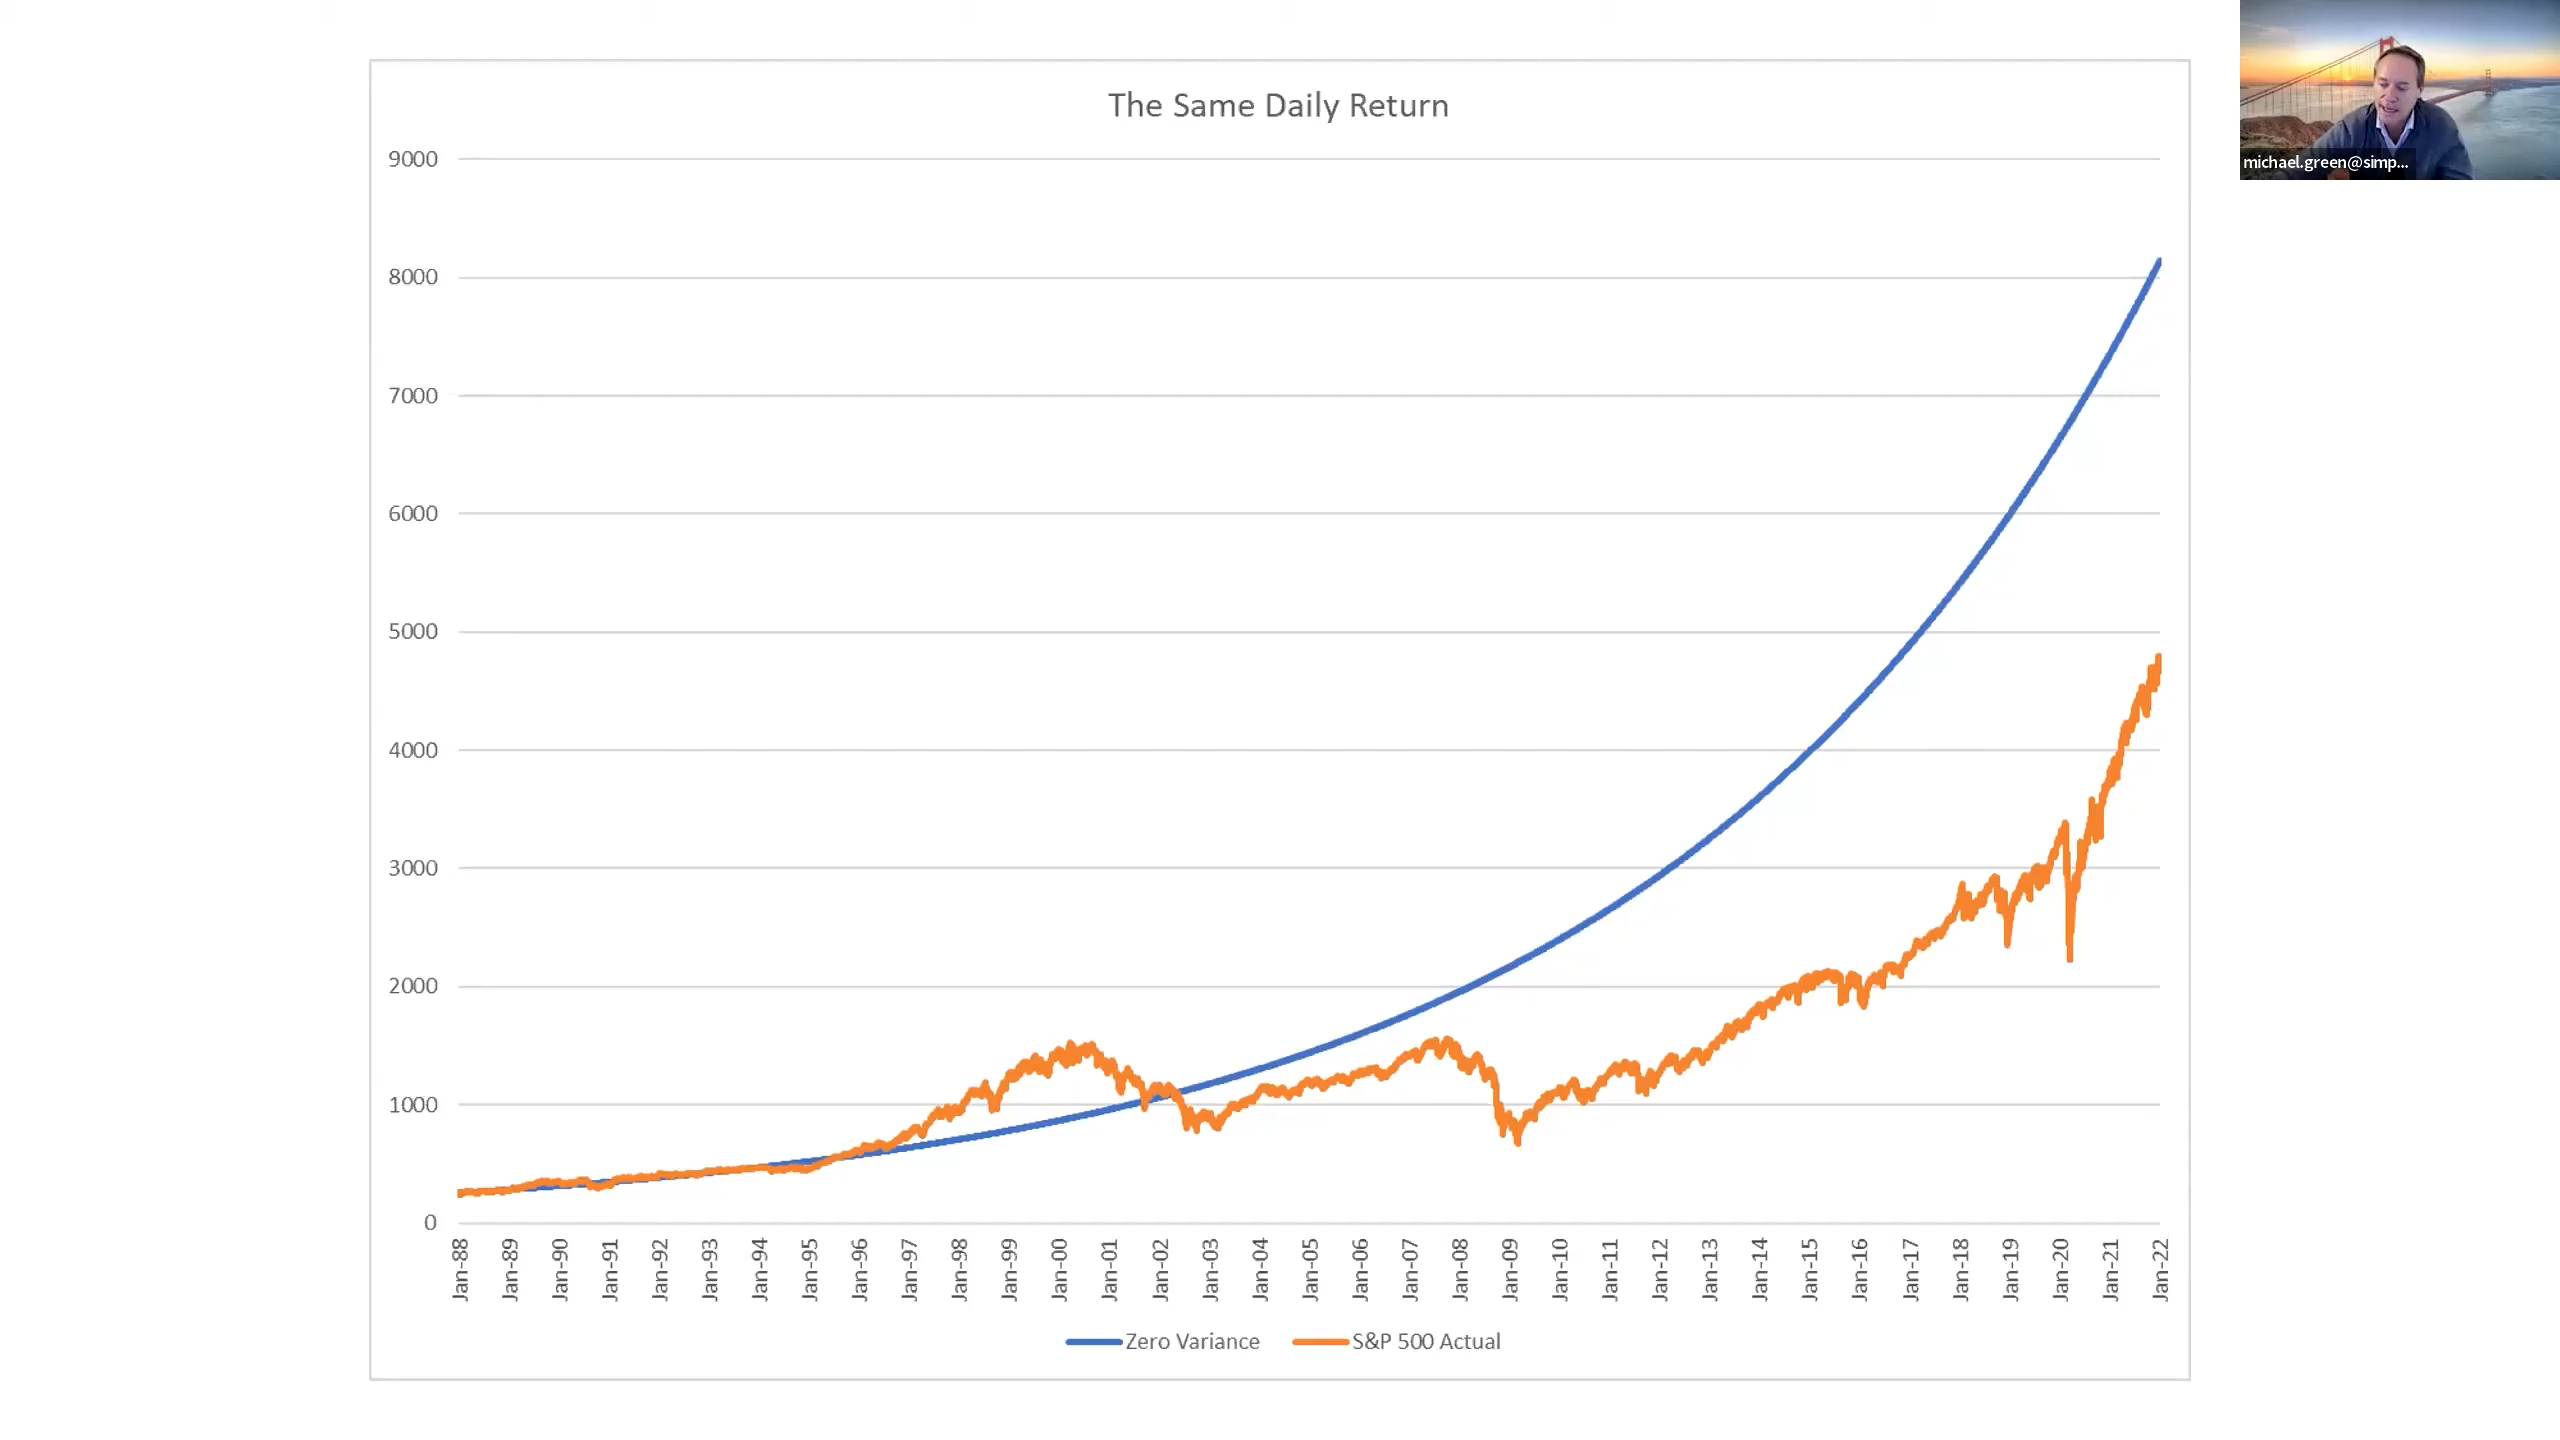 The Same Daily Return
michael.green@simp...
9000
8000
7000
6000
5000
4000
3000
2000
1000
0
Jan-88
Jan-89
Jan-90
Jan-91
Jan-92
Jan-93
Jan-94
Jan-95
Jan-96
Jan-97
Jan-98
Jan-99
Jan-00
Jan-01
Jan-02
Jan-03
Jan-04
Jan-05
Jan-06
Jan-07
Jan-08
Jan-09
Jan-10
Jan-11
Jan-12
Jan-13
Jan-14
Jan-15
Jan-16
Jan-17
Jan-18
Jan-19
Jan-20
Jan-21
Jan-22
Zero Variance
S&P 500 Actual